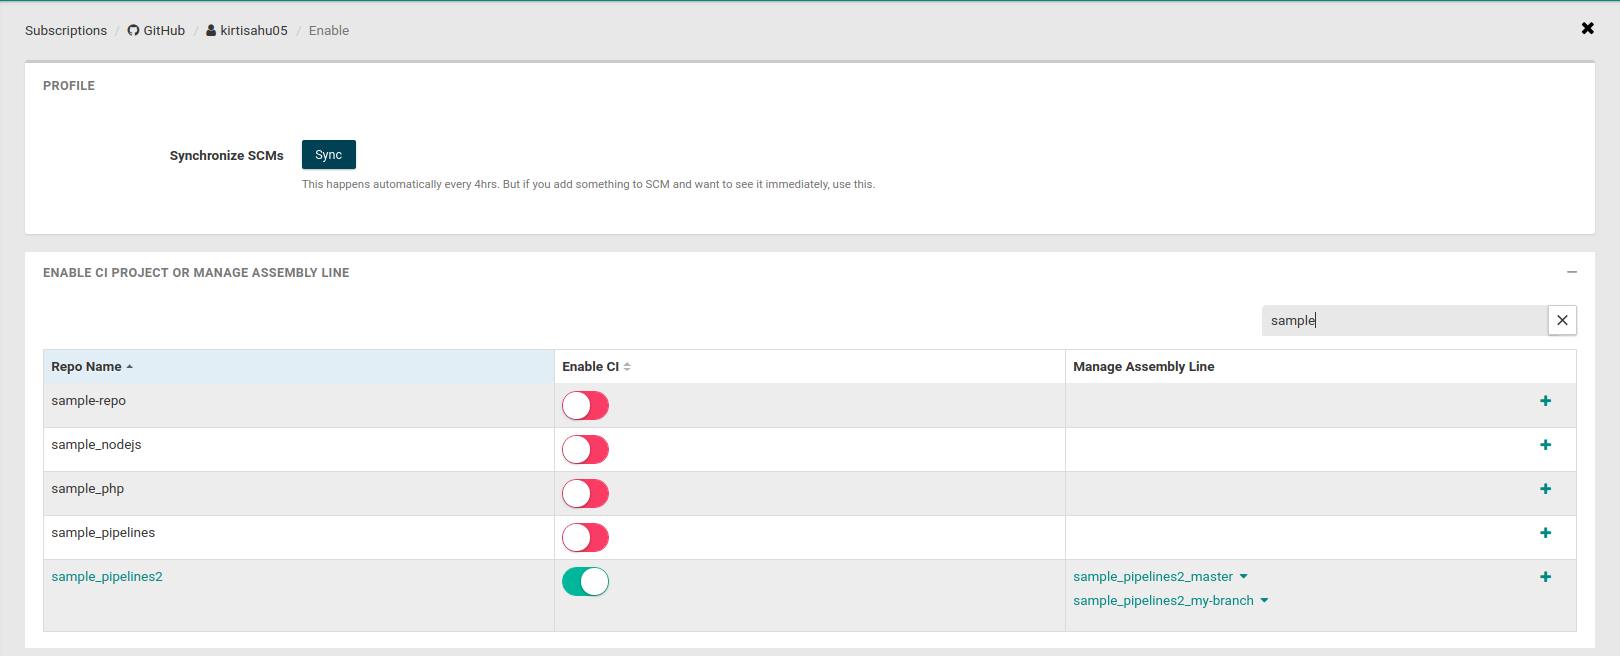 Subscriptions / GitHub / kirtisahu05 / Enable
PROFILE
Synchronize SCMs Sync
This happens automatically every 4hrs. But if you add something to SCM and want to see it immediately, use this.
ENABLE CI PROJECT OR MANAGE ASSEMBLY LINE
sample
Repo Name Enable CI Manage Assembly Line
sample-repo
sample_nodejs
sample_php
sample_pipelines
sample_pipelines2 sample_pipelines2_master
sample_pipelines2_my-branch